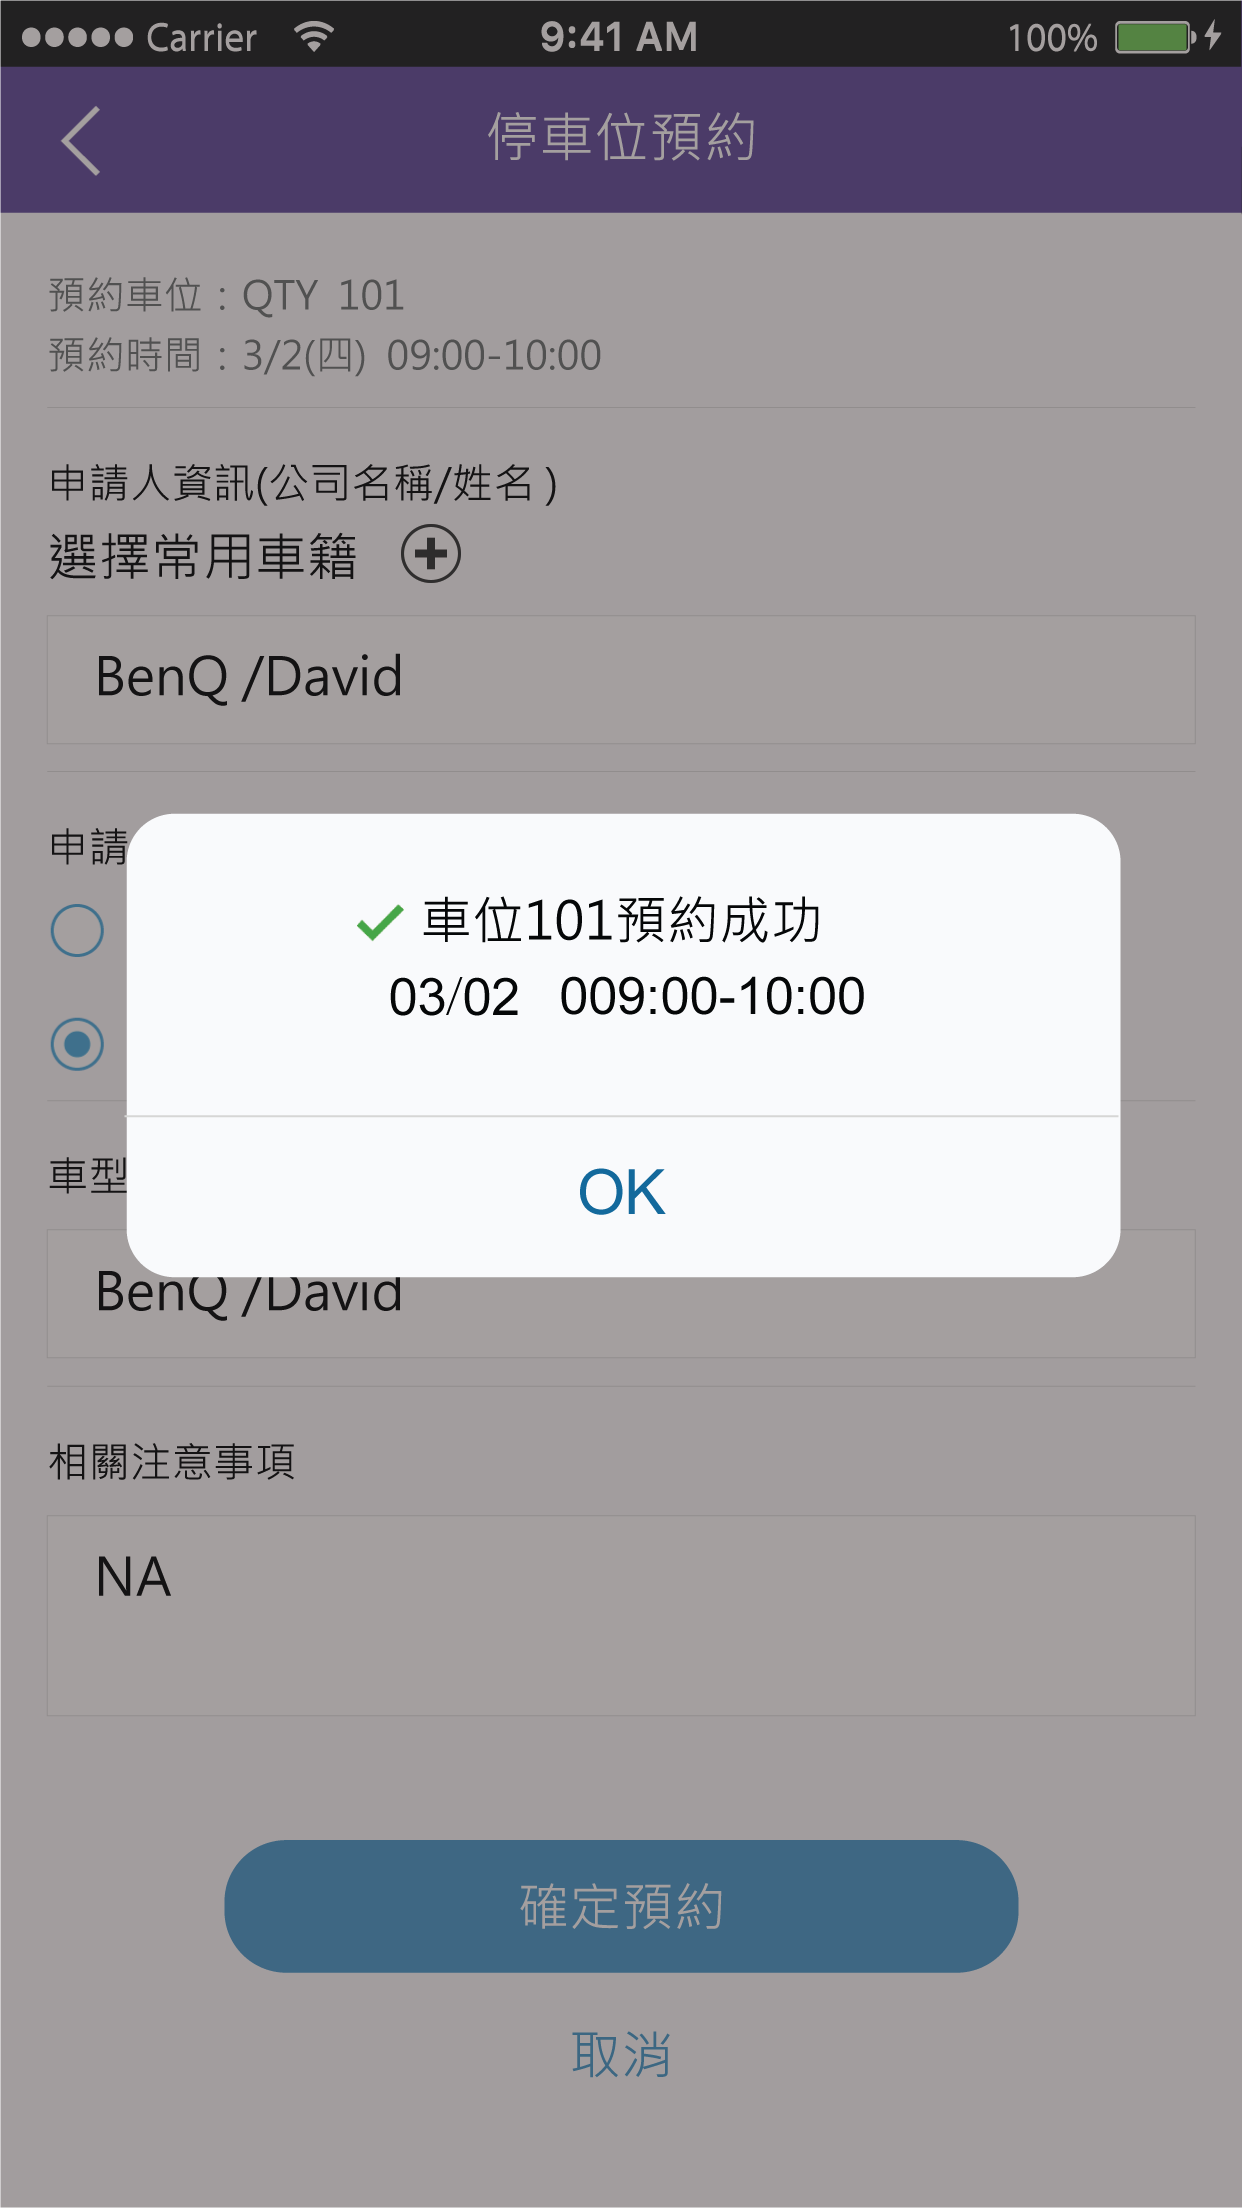 Carrier 9:41 AM 100%
停車位預約
預約車位：QTY 101
預約時間：3/2(四) 09:00-10:00
申請人資訊(公司名稱/姓名)
選擇常用車籍
BenQ /David
申請
車位101預約成功
03/02 009:00-10:00
OK
車型
BenQ /David
相關注意事項
NA
確定預約
取消